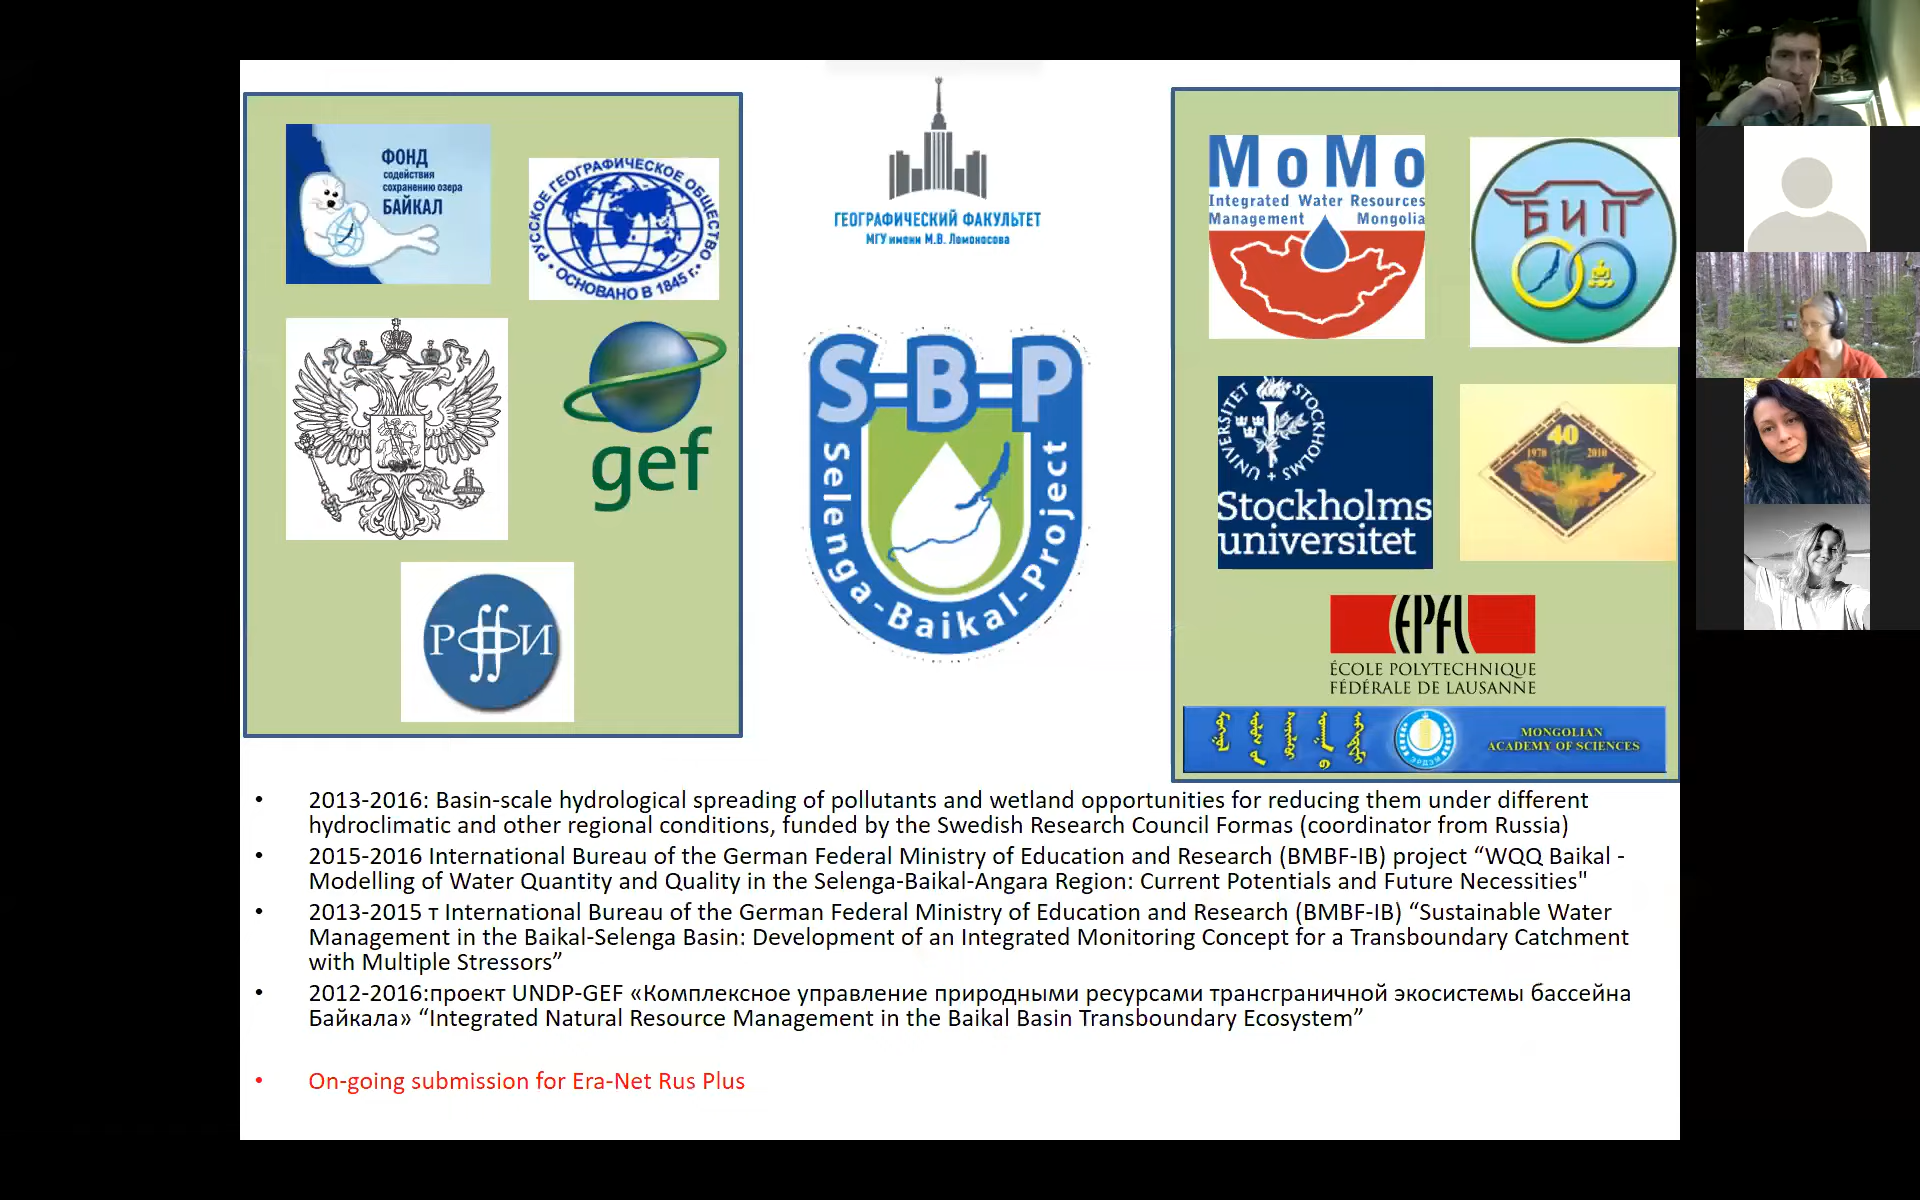 ФОНД
содействия
сохранению озера
БАЙКАЛ
РУССКОЕ ГЕОГРАФИЧЕСКОЕ ОБЩЕСТВО
• ОСНОВАНО В 1845 г. •
gef
РФФИ
ГЕОГРАФИЧЕСКИЙ ФАКУЛЬТЕТ
МГУ имени М.В. Ломоносова
S-B-P
Selenga-Baikal-Project
MoMo
Integrated Water Resources
Management Mongolia
БИП
STOCKHOLMS UNIVERSITET
Stockholms
universitet
40
1970 2010
EPFL
ÉCOLE POLYTECHNIQUE
FÉDÉRALE DE LAUSANNE
MONGOLIAN
ACADEMY OF SCIENCES
• 2013-2016: Basin-scale hydrological spreading of pollutants and wetland opportunities for reducing them under different
hydroclimatic and other regional conditions, funded by the Swedish Research Council Formas (coordinator from Russia)
• 2015-2016 International Bureau of the German Federal Ministry of Education and Research (BMBF-IB) project “WQQ Baikal -
Modelling of Water Quantity and Quality in the Selenga-Baikal-Angara Region: Current Potentials and Future Necessities"
• 2013-2015 т International Bureau of the German Federal Ministry of Education and Research (BMBF-IB) “Sustainable Water
Management in the Baikal-Selenga Basin: Development of an Integrated Monitoring Concept for a Transboundary Catchment
with Multiple Stressors”
• 2012-2016:проект UNDP-GEF «Комплексное управление природными ресурсами трансграничной экосистемы бассейна
Байкала» “Integrated Natural Resource Management in the Baikal Basin Transboundary Ecosystem”
• On-going submission for Era-Net Rus Plus